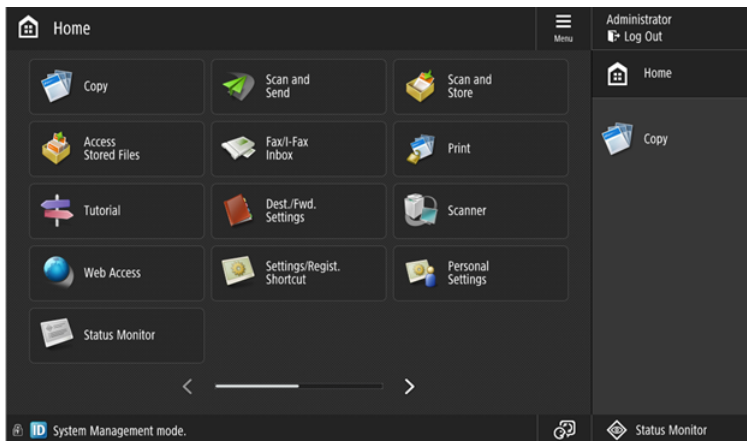 Home
Menu
Administrator
Log Out
Home
Copy
Copy
Scan and
Send
Scan and
Store
Access
Stored Files
Fax/I-Fax
Inbox
Print
Tutorial
Dest./Fwd.
Settings
Scanner
Web Access
Settings/Regist.
Shortcut
Personal
Settings
Status Monitor
ID System Management mode.
Status Monitor